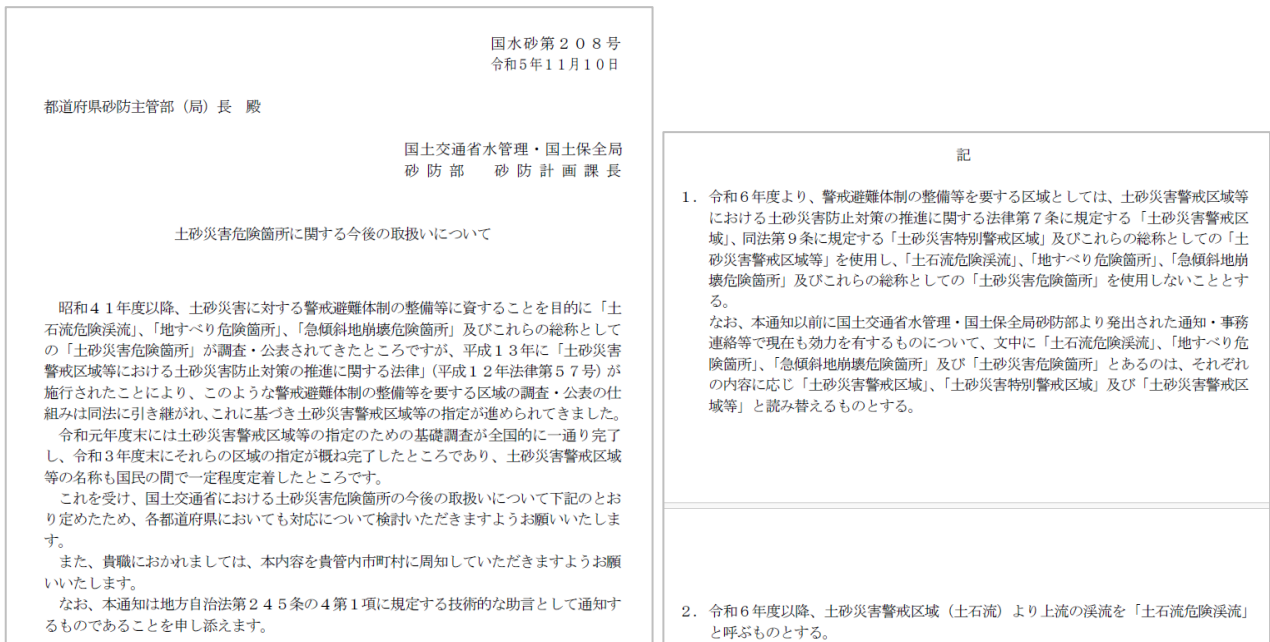 国水砂第２０８号
令和5年11月10日
都道府県砂防主管部（局）長　殿
国土交通省水管理・国土保全局
砂防部　砂防計画課長
土砂災害危険箇所に関する今後の取扱いについて
昭和４１年度以降、土砂災害に対する警戒避難体制の整備等に資することを目的に「土
石流危険渓流」、「地すべり危険箇所」、「急傾斜地崩壊危険箇所」及びこれらの総称として
の「土砂災害危険箇所」が調査・公表されてきたところですが、平成１３年に「土砂災害
警戒区域等における土砂災害防止対策の推進に関する法律」（平成１２年法律第５７号）が
施行されたことにより、このような警戒避難体制の整備等を要する区域の調査・公表の仕
組みは同法に引き継がれ、これに基づき土砂災害警戒区域等の指定が進められてきました。
令和元年度末には土砂災害警戒区域等の指定のための基礎調査が全国的に一通り完了
し、令和３年度末にそれらの区域の指定が概ね完了したところであり、土砂災害警戒区域
等の名称も国民の間で一定程度定着したところです。
これを受け、国土交通省における土砂災害危険箇所の今後の取扱いについて下記のとお
り定めたため、各都道府県においても対応について検討いただきますようお願いいたしま
す。
また、貴職におかれましては、本内容を貴管内市町村に周知していただきますようお願
いいたします。
なお、本通知は地方自治法第２４５条の４第１項に規定する技術的な助言として通知す
るものであることを申し添えます。
記
１．令和６年度より、警戒避難体制の整備等を要する区域としては、土砂災害警戒区域等
における土砂災害防止対策の推進に関する法律第７条に規定する「土砂災害警戒区
域」、同法第９条に規定する「土砂災害特別警戒区域」及びこれらの総称としての「土
砂災害警戒区域等」を使用し、「土石流危険渓流」、「地すべり危険箇所」、「急傾斜地崩
壊危険箇所」及びこれらの総称としての「土砂災害危険箇所」を使用しないこととす
る。
なお、本通知以前に国土交通省水管理・国土保全局砂防部より発出された通知・事務
連絡等で現在も効力を有するものについて、文中に「土石流危険渓流」、「地すべり危
険箇所」、「急傾斜地崩壊危険箇所」及び「土砂災害危険箇所」とあるのは、それぞれ
の内容に応じ「土砂災害警戒区域」、「土砂災害特別警戒区域」及び「土砂災害警戒区
域等」と読み替えるものとする。
２．令和６年度以降、土砂災害警戒区域（土石流）より上流の渓流を「土石流危険渓流」
と呼ぶものとする。